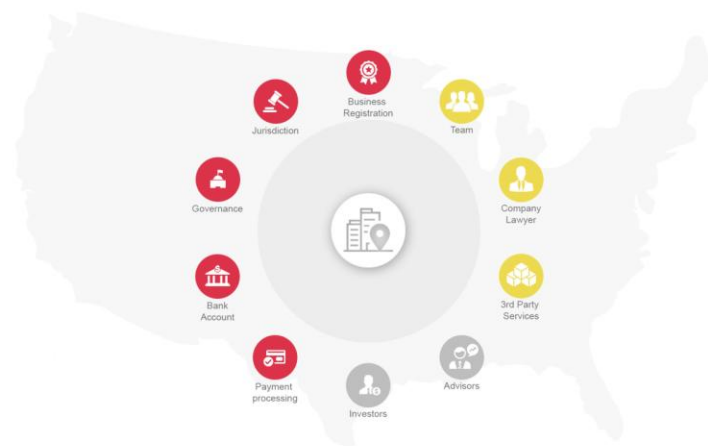 Business
Registration
Jurisdiction
Team
Governance
Company
Lawyer
Bank
Account
3rd Party
Services
Payment
processing
Investors
Advisors